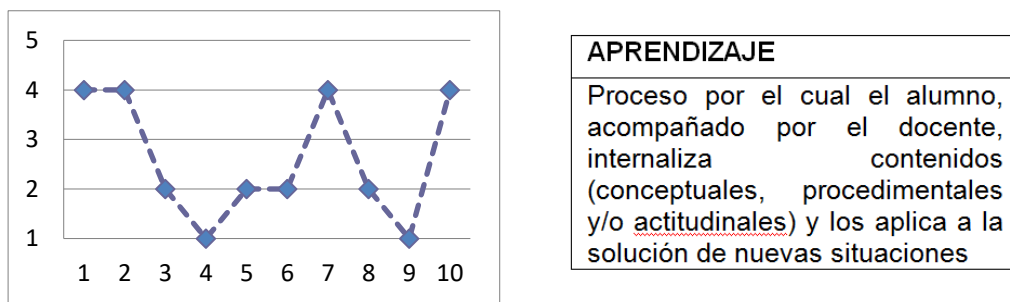 5
4
3
2
1
1 2 3 4 5 6 7 8 9 10
APRENDIZAJE
Proceso por el cual el alumno,
acompañado por el docente,
internaliza contenidos
(conceptuales, procedimentales
y/o actitudinales) y los aplica a la
solución de nuevas situaciones